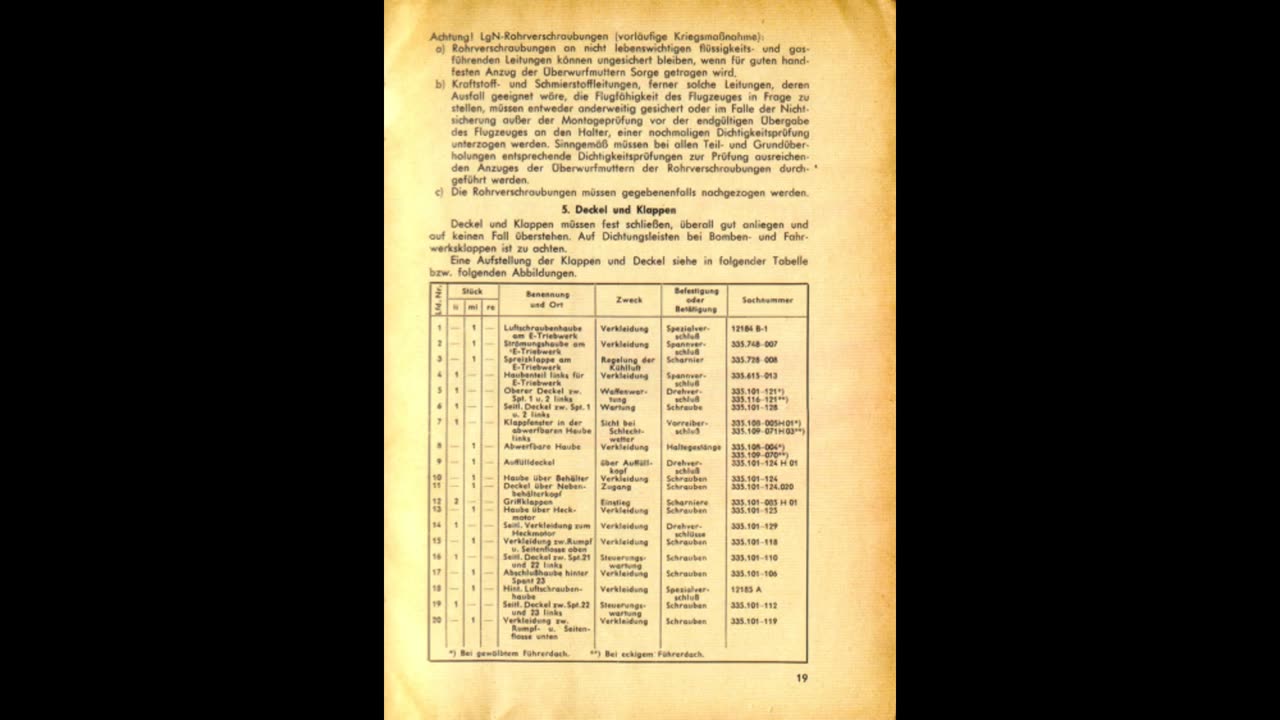 Achtung! LgN-Rohrverschraubungen (vorläufige Kriegsmaßnahme):
a) Rohrverschraubungen an nicht lebenswichtigen flüssigkeits- und gas-
führenden Leitungen können ungesichert bleiben, wenn für guten hand-
festen Anzug der Überwurfmuttern Sorge getragen wird.
b) Kraftstoff- und Schmierstoffleitungen, ferner solche Leitungen, deren
Ausfall geeignet wäre, die Flugfähigkeit des Flugzeuges in Frage zu
stellen, müssen entweder anderweitig gesichert oder im Falle der Nicht-
sicherung außer der Montageprüfung vor der endgültigen Übergabe
des Flugzeuges an den Halter, einer nochmaligen Dichtigkeitsprüfung
unterzogen werden. Sinngemäß müssen bei allen Teil- und Grundüber-
holungen entsprechende Dichtigkeitsprüfungen zur Prüfung ausreichen-
den Anzuges der Überwurfmuttern der Rohrverschraubungen durch-
geführt werden.
c) Die Rohrverschraubungen müssen gegebenenfalls nachgezogen werden.
5. Deckel und Klappen
Deckel und Klappen müssen fest schließen, überall gut anliegen und
auf keinen Fall überstehen. Auf Dichtungsleisten bei Bomben- und Fahr-
werksklappen ist zu achten.
Eine Aufstellung der Klappen und Deckel siehe in folgender Tabelle
bzw. folgenden Abbildungen.
Lfd. Nr. Stück li mi re Benennung und Ort Zweck Befestigung oder Betätigung Sachnummer
1 — 1 — Luftschraubenhaube Verkleidung Spezialver- 12184 B-1
am E-Triebwerk schluß
2 — 1 — Strömungshaube am Verkleidung Spannver- 335.748-007
E-Triebwerk schluß
3 — 1 — Spreizklappe am Regelung der Scharnier 335.728-008
E-Triebwerk Kühlluft
4 1 — — Haubenteil links für Verkleidung Spannver- 335.615-013
E-Triebwerk schluß
5 1 — — Oberer Deckel zw. Waffenwar- Drehver- 335.101-121*)
Spt. 1 u. 2 links tung schluß 335.116-121**)
6 1 — — Seitl. Deckel zw. Spt. 1 Wartung Schraube 335.101-128
u. 2 links
7 1 — — Klappfenster in der Sicht bei Vorreiber- 335.108-005H01*)
abwerfbaren Haube Schlecht- schluß 335.109-071H03**)
links wetter
8 — 1 — Abwerfbare Haube Verkleidung Haltegestänge 335.108-004*)
335.109-070**)
9 — 1 — Auffülldeckel über Auffüll- Drehver- 335.101-124 H 01
kopf schluß
10 — 1 — Haube über Behälter Verkleidung Schrauben 335.101-124
11 — 1 — Deckel über Neben- Zugang Schrauben 335.101-124.020
behälterkopf
12 2 — — Griffklappen Einstieg Scharniere 335.101-005 H 01
13 — 1 — Haube über Heck- Verkleidung Schrauben 335.101-125
motor
14 1 — — Seitl. Verkleidung zum Verkleidung Drehver- 335.101-129
Heckmotor schlüsse
15 — 1 — Verkleidung zw. Rumpf Verkleidung Schrauben 335.101-118
u. Seitenflosse oben
16 1 — — Seitl. Deckel zw. Spt. 21 Steuerungs- Schrauben 335.101-110
und 22 links wartung
17 — 1 — Abschlußhaube hinter Verkleidung Schrauben 335.101-106
Spant 23
18 — 1 — Hint. Luftschrauben- Verkleidung Spezialver- 12185 A
haube schluß
19 1 — — Seitl. Deckel zw. Spt. 22 Steuerungs- Schrauben 335.101-112
und 23 links wartung
20 — 1 — Verkleidung zw. Verkleidung Schrauben 335.101-119
Rumpf- u. Seiten-
flosse unten
*) Bei gewölbtem Führerdach. **) Bei eckigem Führerdach.
19